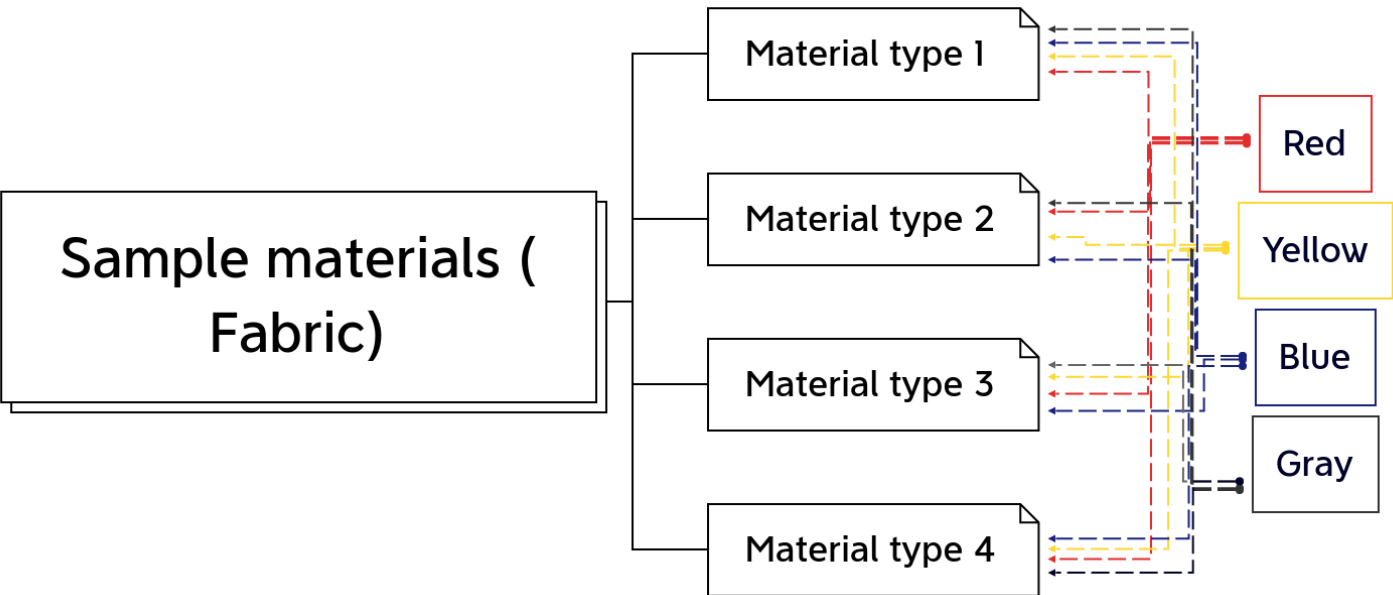 Sample materials (
Fabric)
Material type 1
Material type 2
Material type 3
Material type 4
Red
Yellow
Blue
Gray